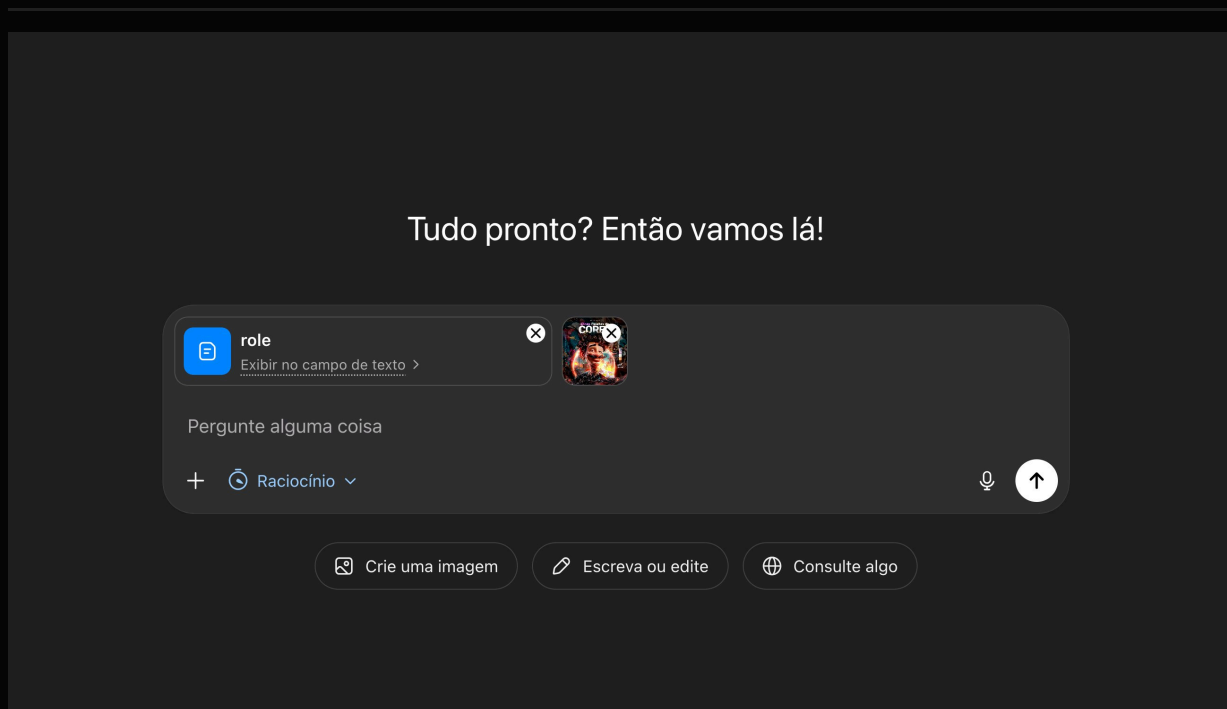 Tudo pronto? Então vamos lá!
role
Exibir no campo de texto
Pergunte alguma coisa
Raciocínio
Crie uma imagem
Escreva ou edite
Consulte algo